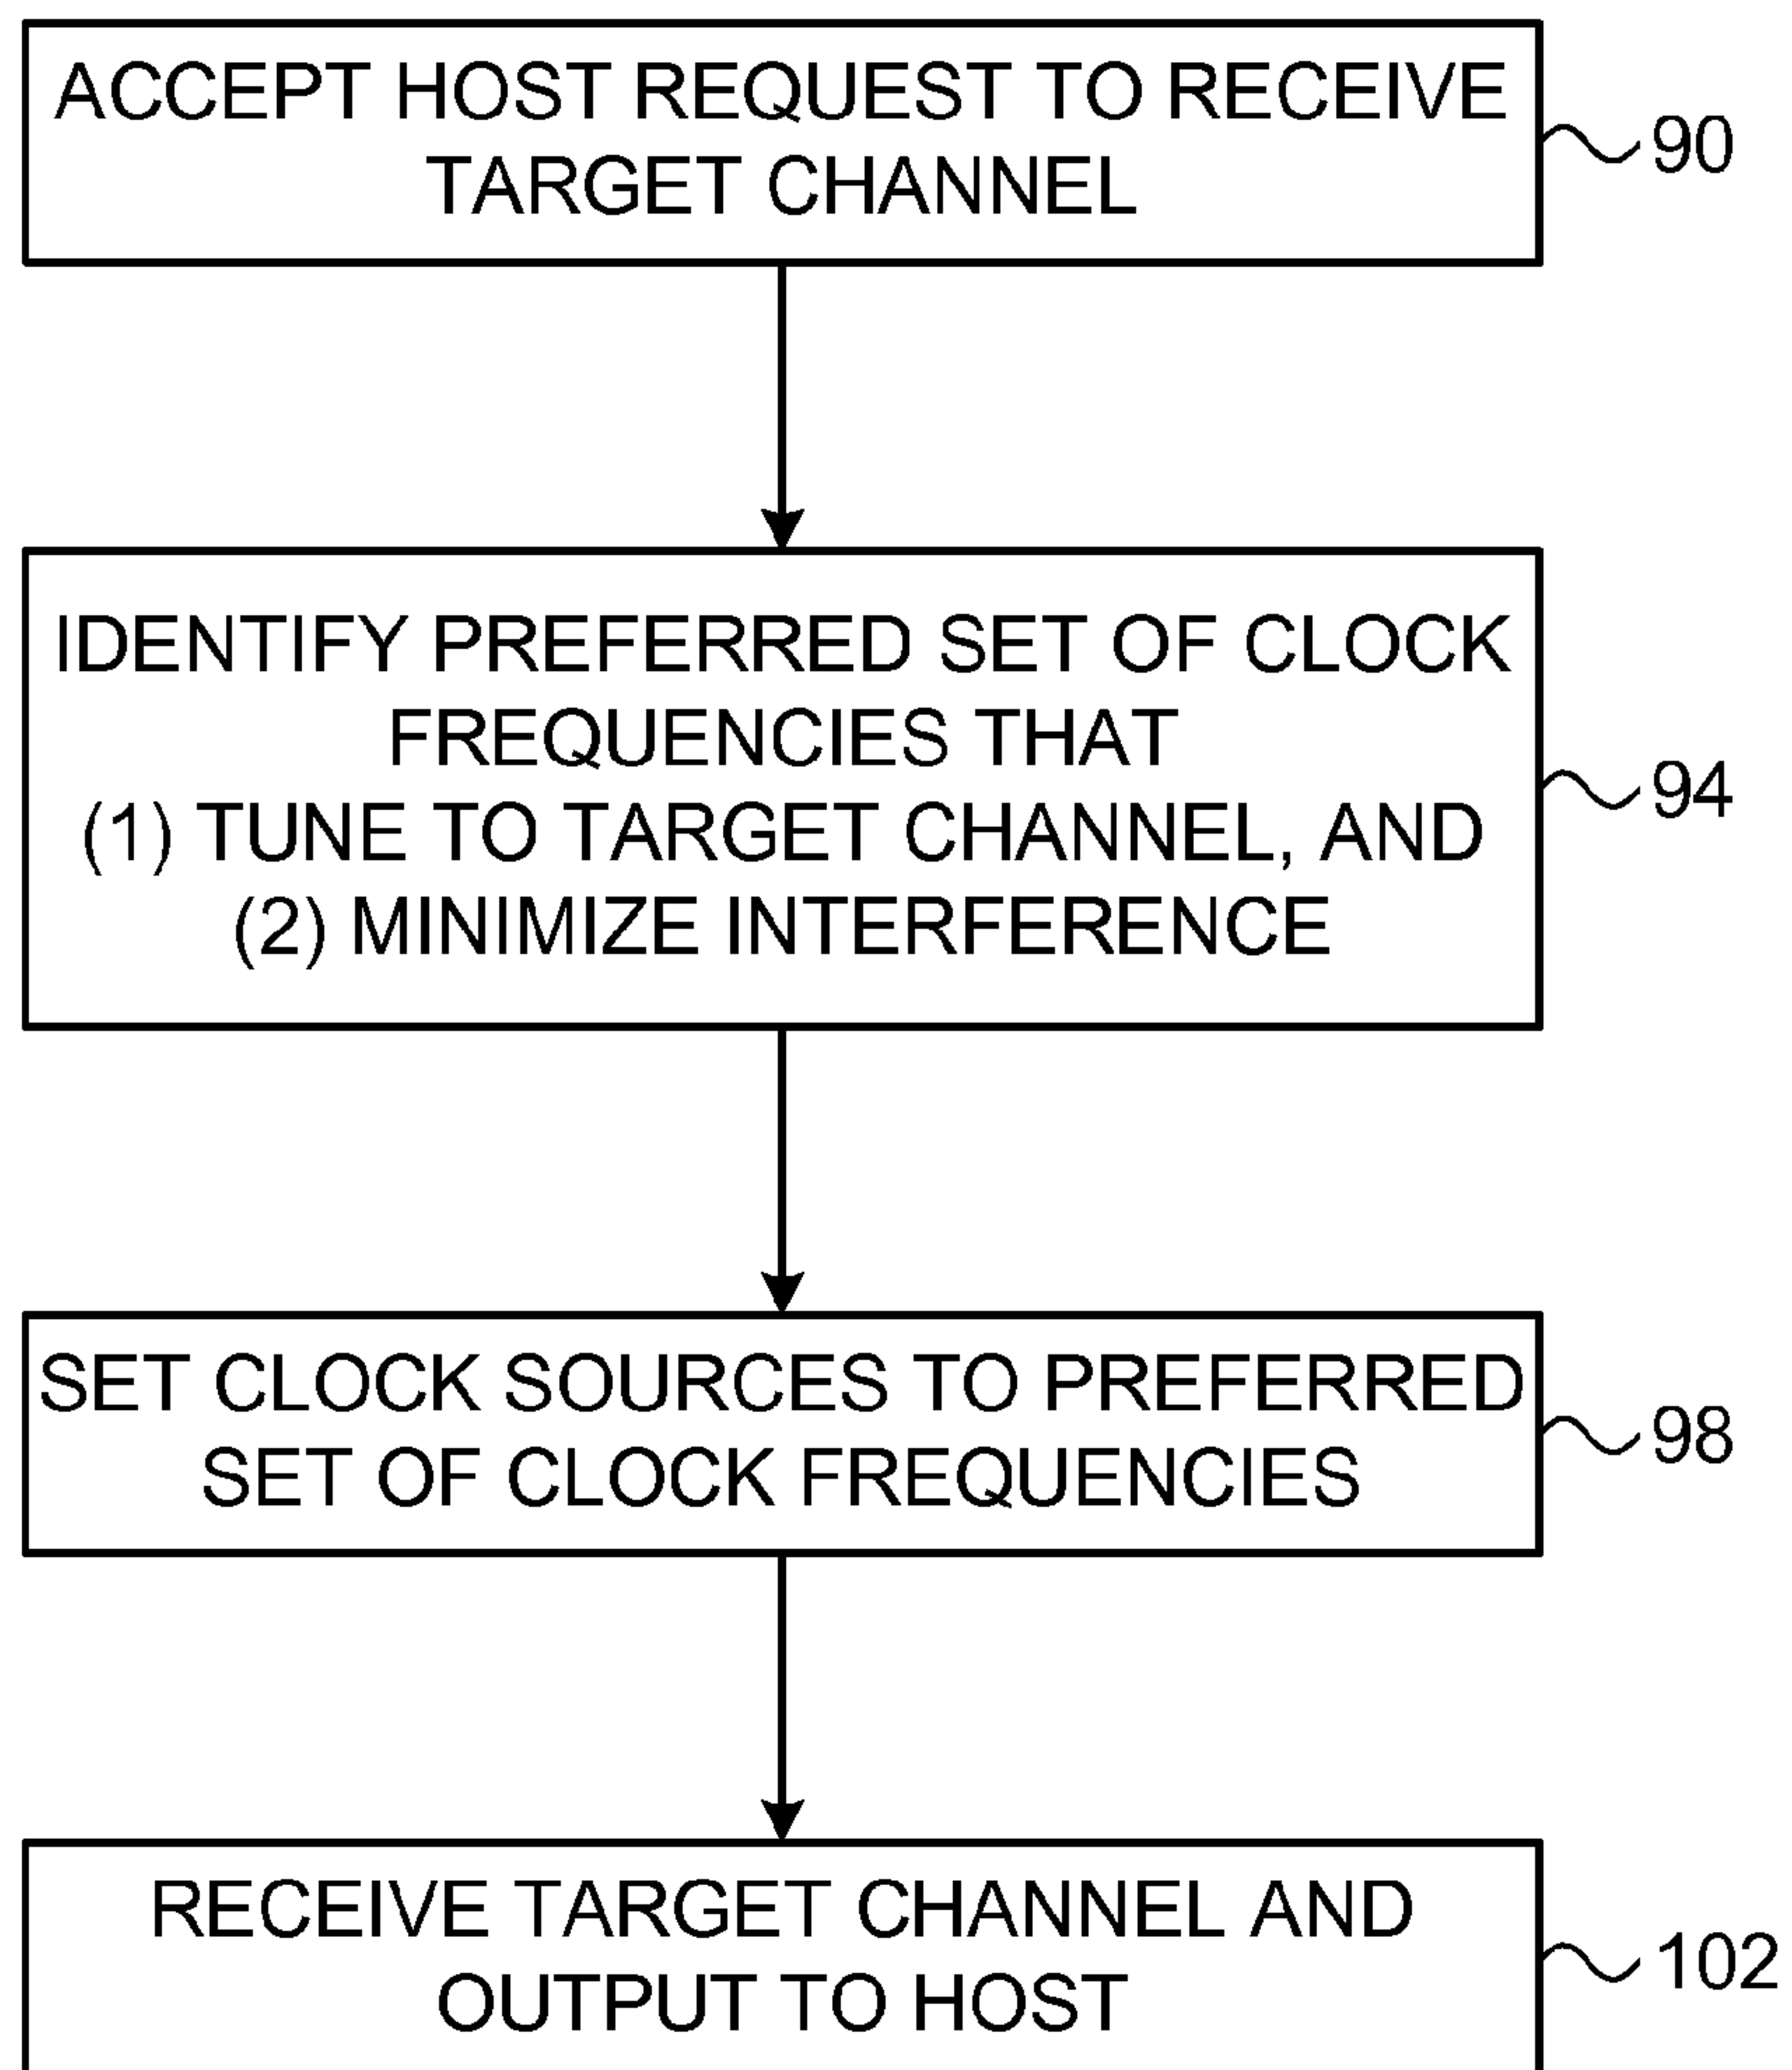 ACCEPT HOST REQUEST TO RECEIVE
TARGET CHANNEL
90
IDENTIFY PREFERRED SET OF CLOCK
FREQUENCIES THAT
(1) TUNE TO TARGET CHANNEL, AND
(2) MINIMIZE INTERFERENCE
94
SET CLOCK SOURCES TO PREFERRED
SET OF CLOCK FREQUENCIES
98
RECEIVE TARGET CHANNEL AND
OUTPUT TO HOST
102